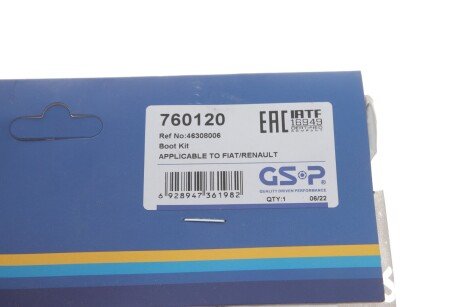 760120
Ref No:46308006
Boot Kit
APPLICABLE TO FIAT/RENAULT
EAC IATF
16949
GSP®
QUALITY DRIVEN PERFORMANCE
6 928947 361982
QTY:1 06/22